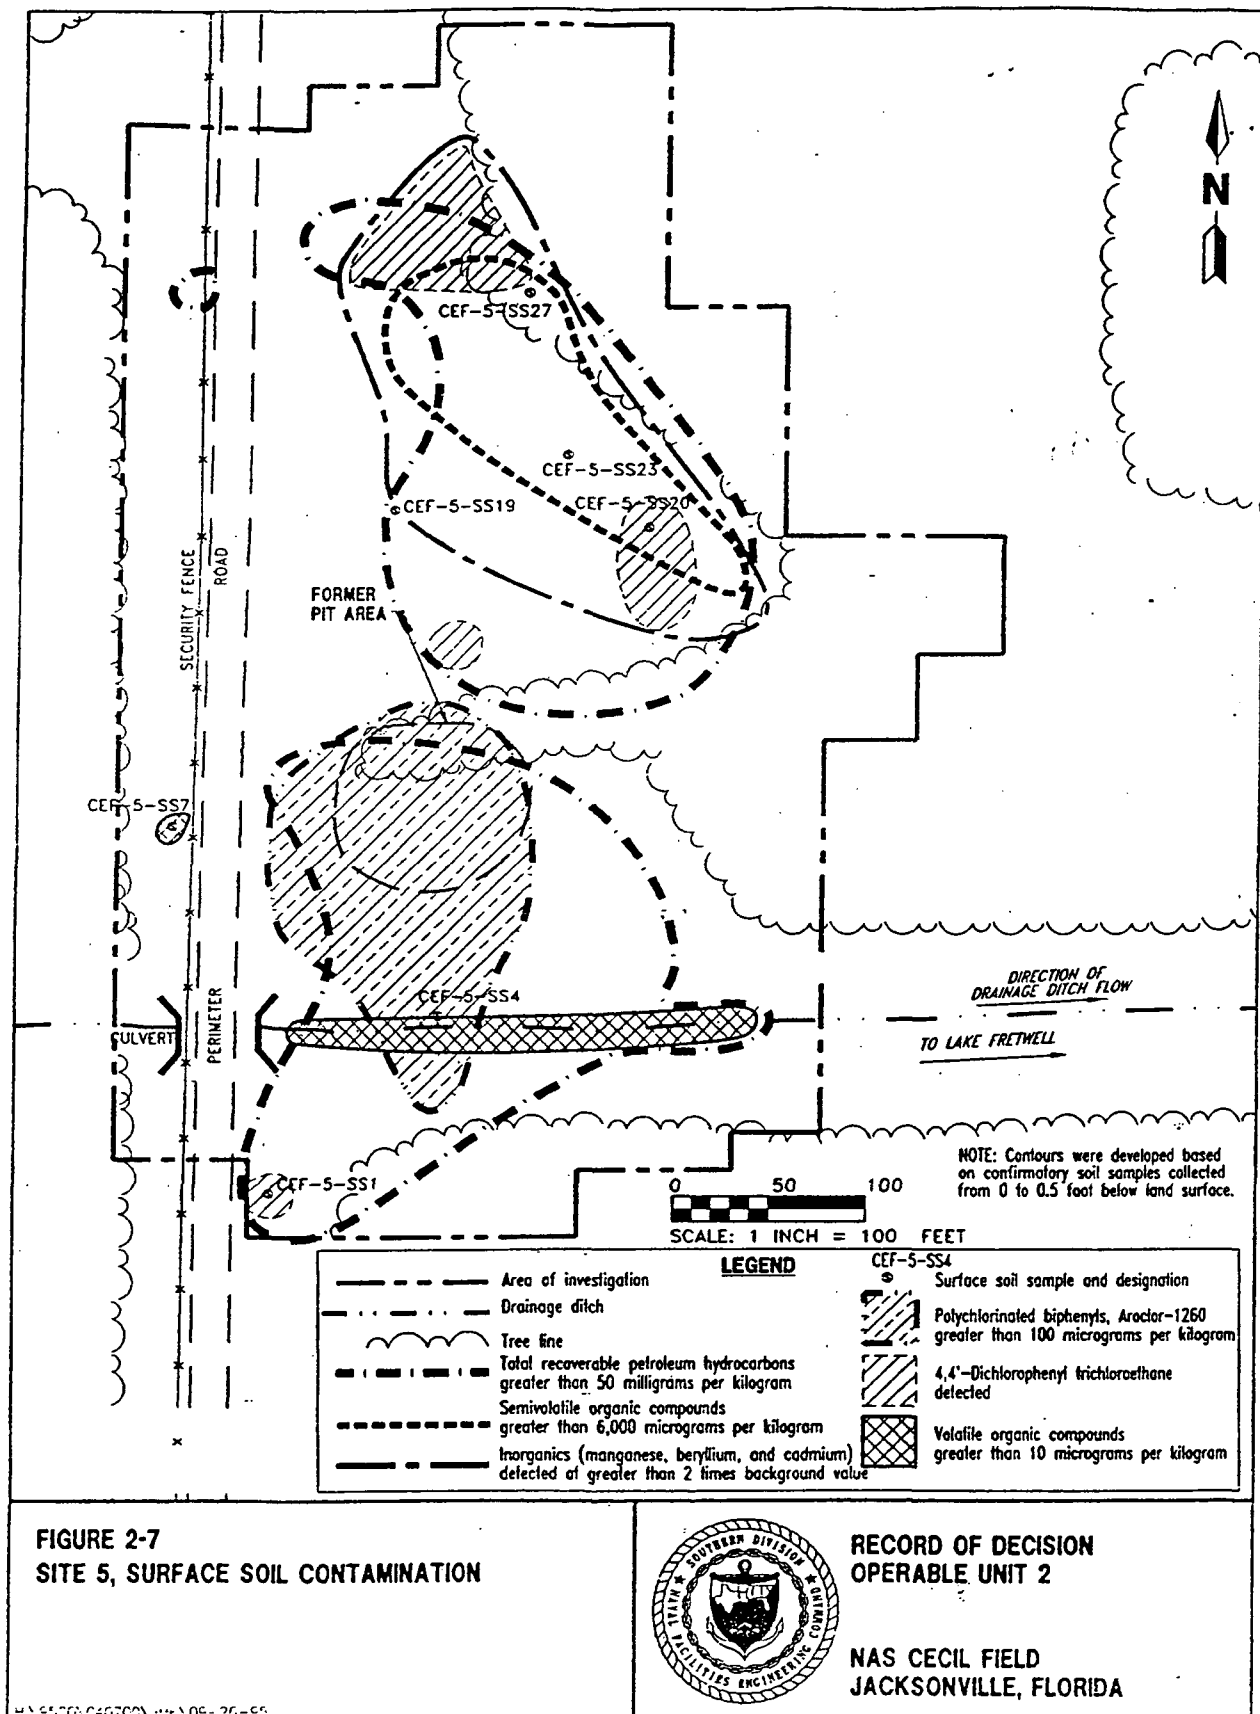 N
CEF-5-SS27
CEF-5-SS23
CEF-5-SS20
CEF-5-SS19
SECURITY FENCE
ROAD
FORMER
PIT AREA
CEF-5-SS7
CEF-5-SS4
DIRECTION OF
DRAINAGE DITCH FLOW
CULVERT
PERIMETER
TO LAKE FRETWELL
CEF-5-SS1
NOTE: Contours were developed based
on confirmatory soil samples collected
from 0 to 0.5 foot below land surface.
0 50 100
SCALE: 1 INCH = 100 FEET
LEGEND
Area of investigation
Drainage ditch
Tree line
Total recoverable petroleum hydrocarbons
greater than 50 milligrams per kilogram
Semivolatile organic compounds
greater than 6,000 micrograms per kilogram
Inorganics (manganese, beryllium, and cadmium)
detected at greater than 2 times background value
CEF-5-SS4
Surface soil sample and designation
Polychlorinated biphenyls, Aroclor-1260
greater than 100 micrograms per kilogram
4,4'-Dichlorophenyl trichloroethane
detected
Volatile organic compounds
greater than 10 micrograms per kilogram
FIGURE 2-7
SITE 5, SURFACE SOIL CONTAMINATION
SOUTHERN DIVISION
NAVAL FACILITIES ENGINEERING COMMAND
RECORD OF DECISION
OPERABLE UNIT 2
NAS CECIL FIELD
JACKSONVILLE, FLORIDA